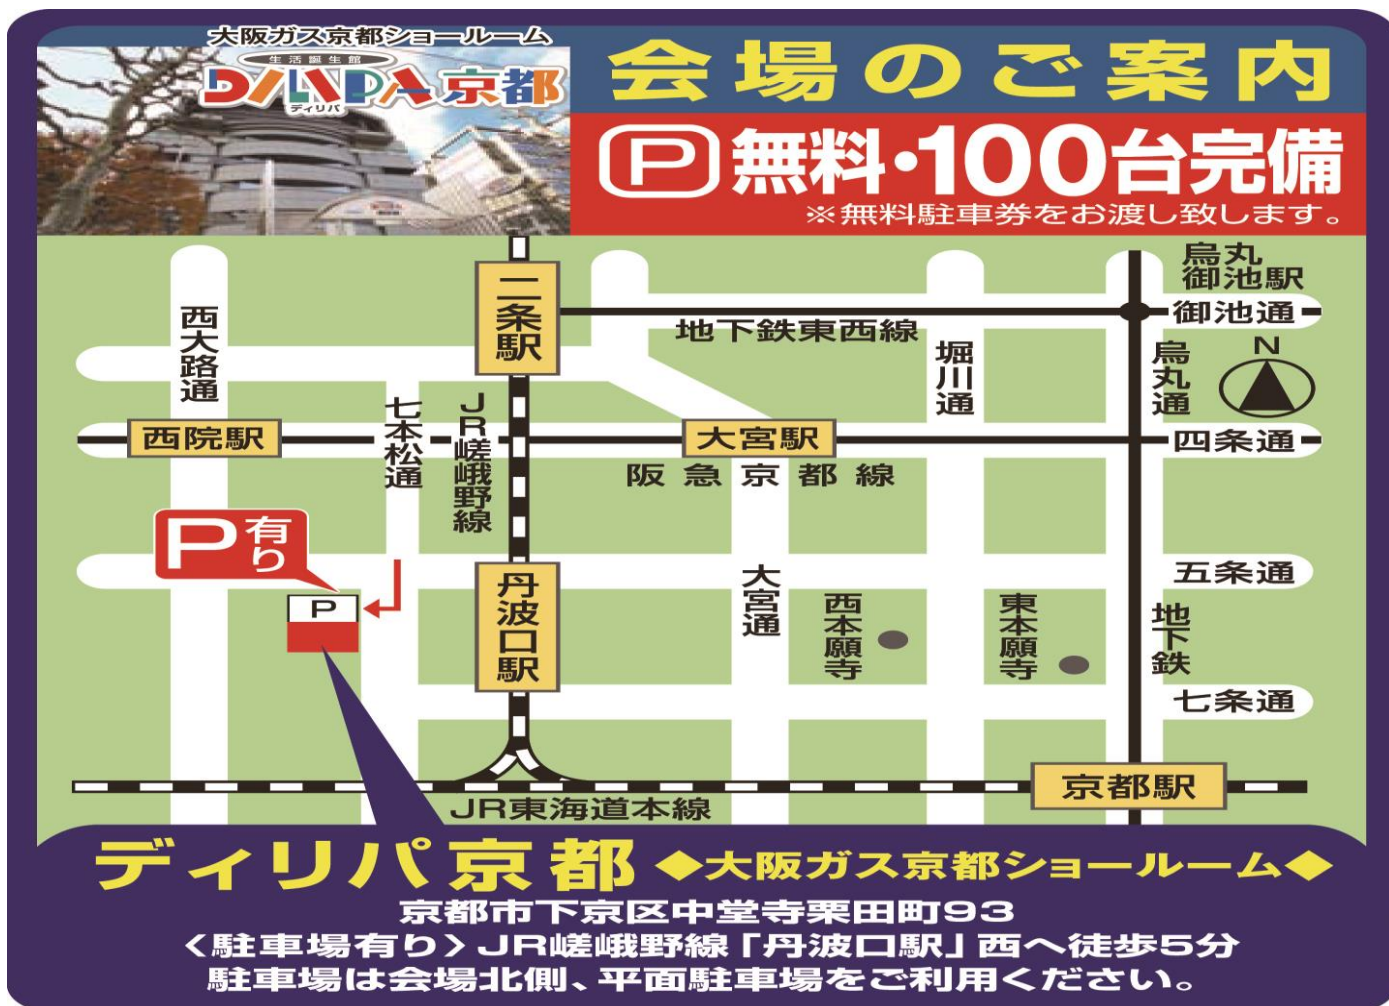 大阪ガス京都ショールーム
生活誕生館
DILIPA京都
ディリパ
会場のご案内
P無料・100台完備
※無料駐車券をお渡し致します。
烏丸
御池駅
二条駅
御池通
地下鉄東西線
西大路通
堀川通
烏丸通
N
七本松通
JR嵯峨野線
西院駅
大宮駅
四条通
阪急京都線
P有り
P
五条通
丹波口駅
大宮通
西本願寺
東本願寺
地下鉄
七条通
京都駅
JR東海道本線
ディリパ京都 ◆大阪ガス京都ショールーム◆
京都市下京区中堂寺粟田町93
〈駐車場有り〉JR嵯峨野線「丹波口駅」西へ徒歩5分
駐車場は会場北側、平面駐車場をご利用ください。